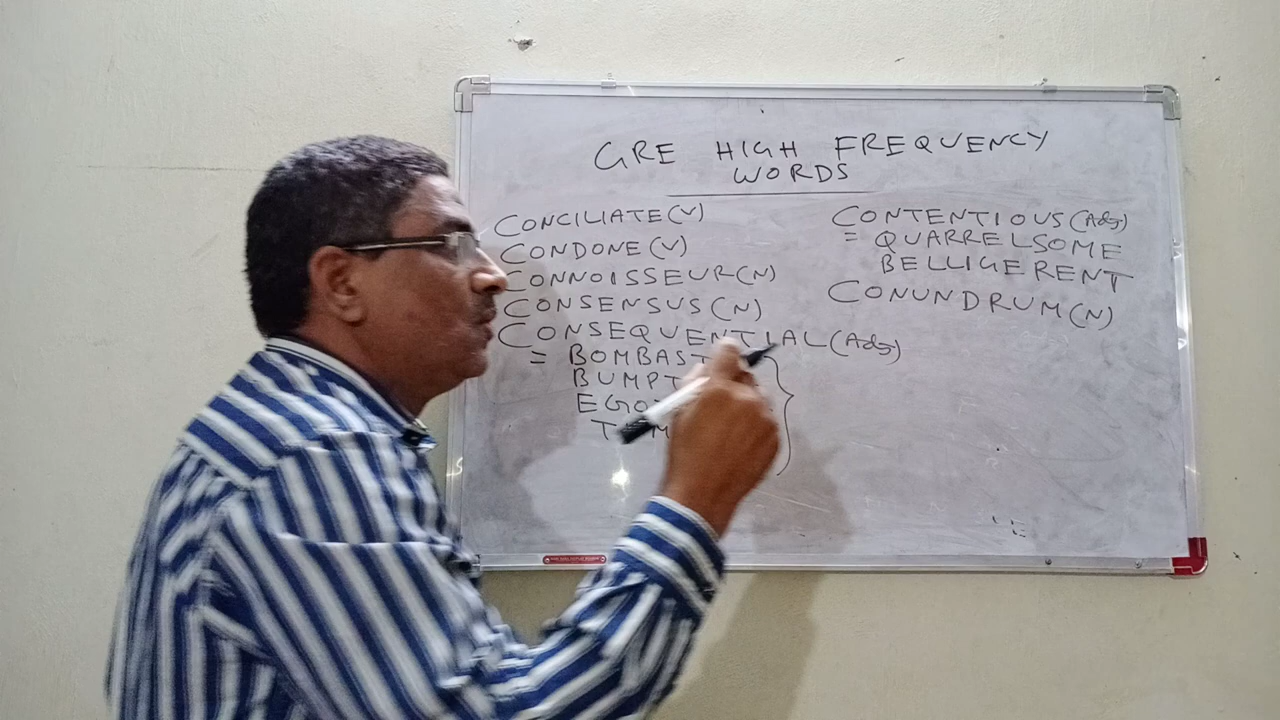 GRE HIGH FREQUENCY
WORDS
CONCILIATE (V)
CONDONE (V)
CONNOISSEUR (N)
CONSENSUS (N)
CONSEQUENTIAL (Adj)
=
CONTENTIOUS (Adj)
= QUARRELSOME
BELLIGERENT
CONUNDRUM (N)